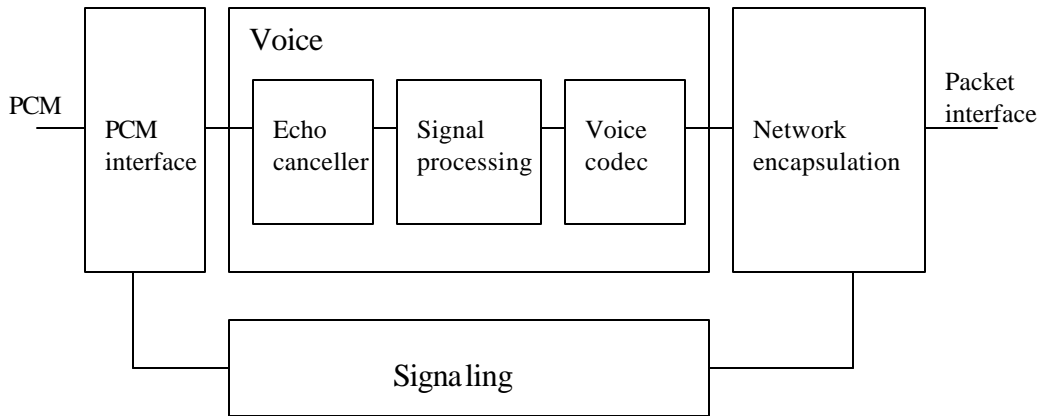 Voice
PCM
PCM
interface
Echo
canceller
Signal
processing
Voice
codec
Network
encapsulation
Packet
interface
Signaling